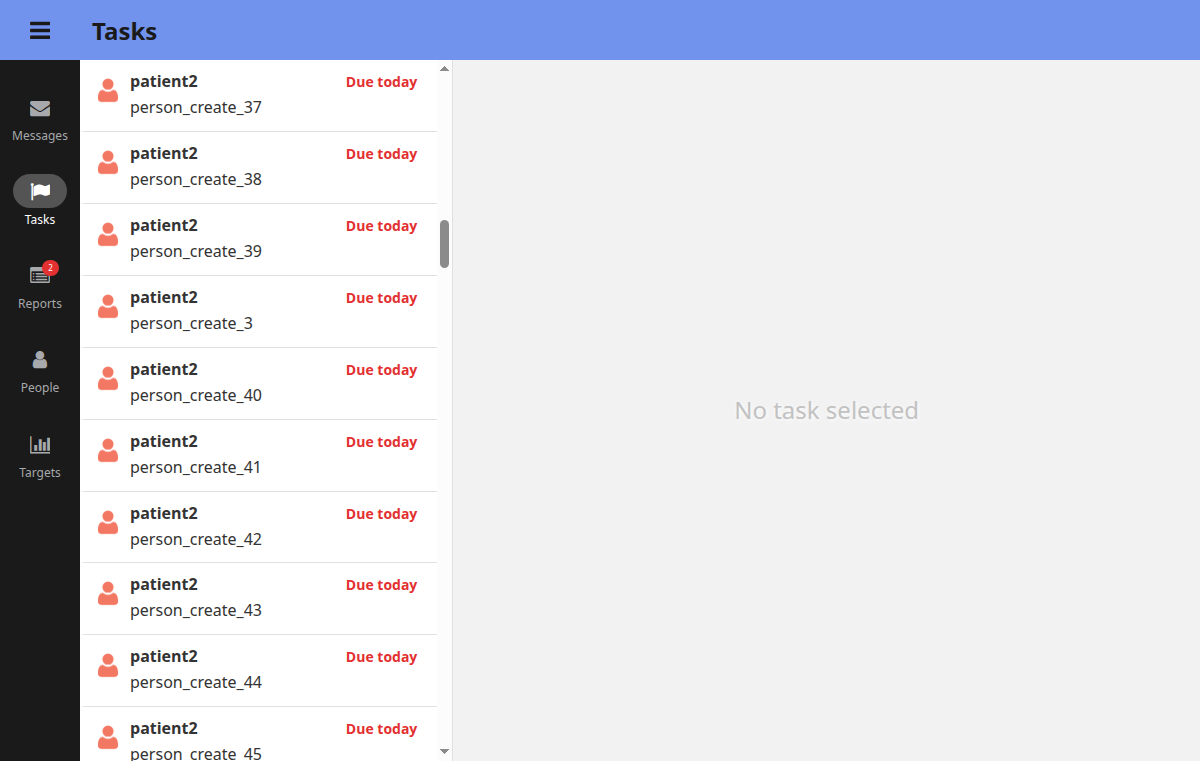 Tasks
Messages
Tasks
2
Reports
People
Targets
patient2 Due today
person_create_37
patient2 Due today
person_create_38
patient2 Due today
person_create_39
patient2 Due today
person_create_3
patient2 Due today
person_create_40
patient2 Due today
person_create_41
patient2 Due today
person_create_42
patient2 Due today
person_create_43
patient2 Due today
person_create_44
patient2 Due today
person_create_45
No task selected